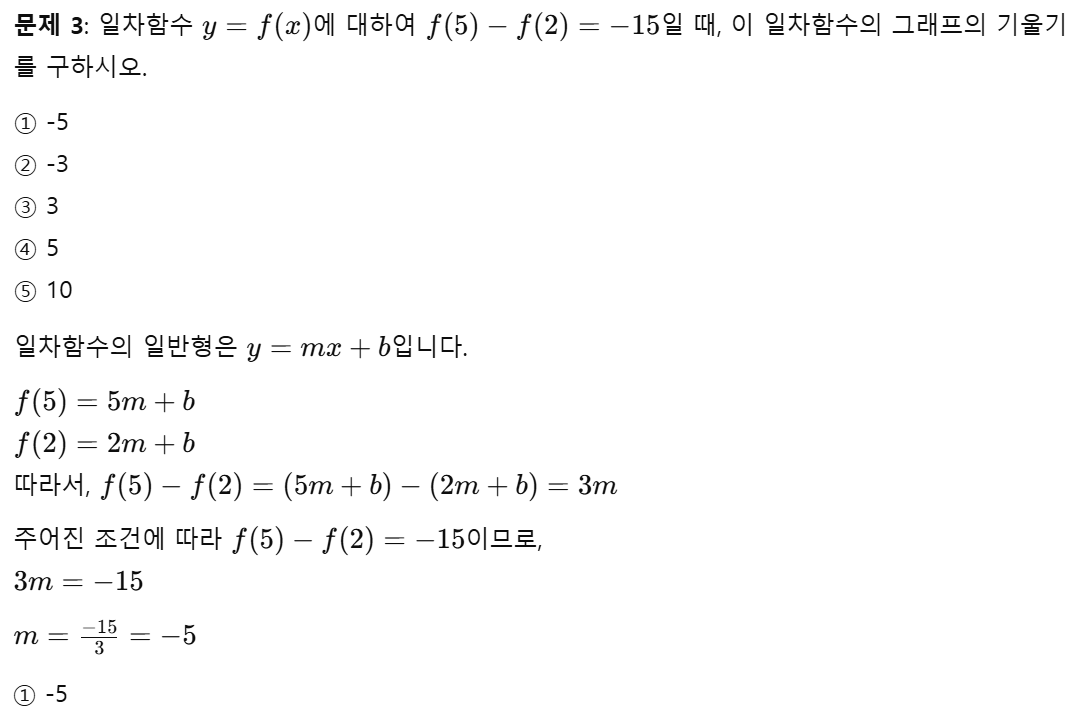 문제 3: 일차함수 y = f(x)에 대하여 f(5) − f(2) = −15일 때, 이 일차함수의 그래프의 기울기
를 구하시오.
① -5
② -3
③ 3
④ 5
⑤ 10
일차함수의 일반형은 y = mx + b입니다.
f(5) = 5m + b
f(2) = 2m + b
따라서, f(5) − f(2) = (5m + b) − (2m + b) = 3m
주어진 조건에 따라 f(5) − f(2) = −15이므로,
3m = −15
m = −15/3 = −5
① -5